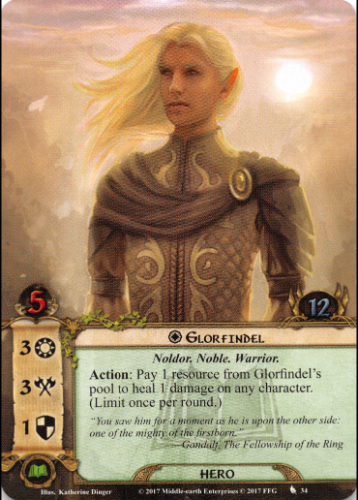 5
12
3
3
1
Glorfindel
Noldor. Noble. Warrior.
Action: Pay 1 resource from Glorfindel's
pool to heal 1 damage on any character.
(Limit once per round.)
"You saw him for a moment as he is upon the other side:
one of the mighty of the firstborn."
—Gandalf, The Fellowship of the Ring
HERO
Illus. Katherine Dinger
© 2017 Middle-earth Enterprises © 2017 FFG
34